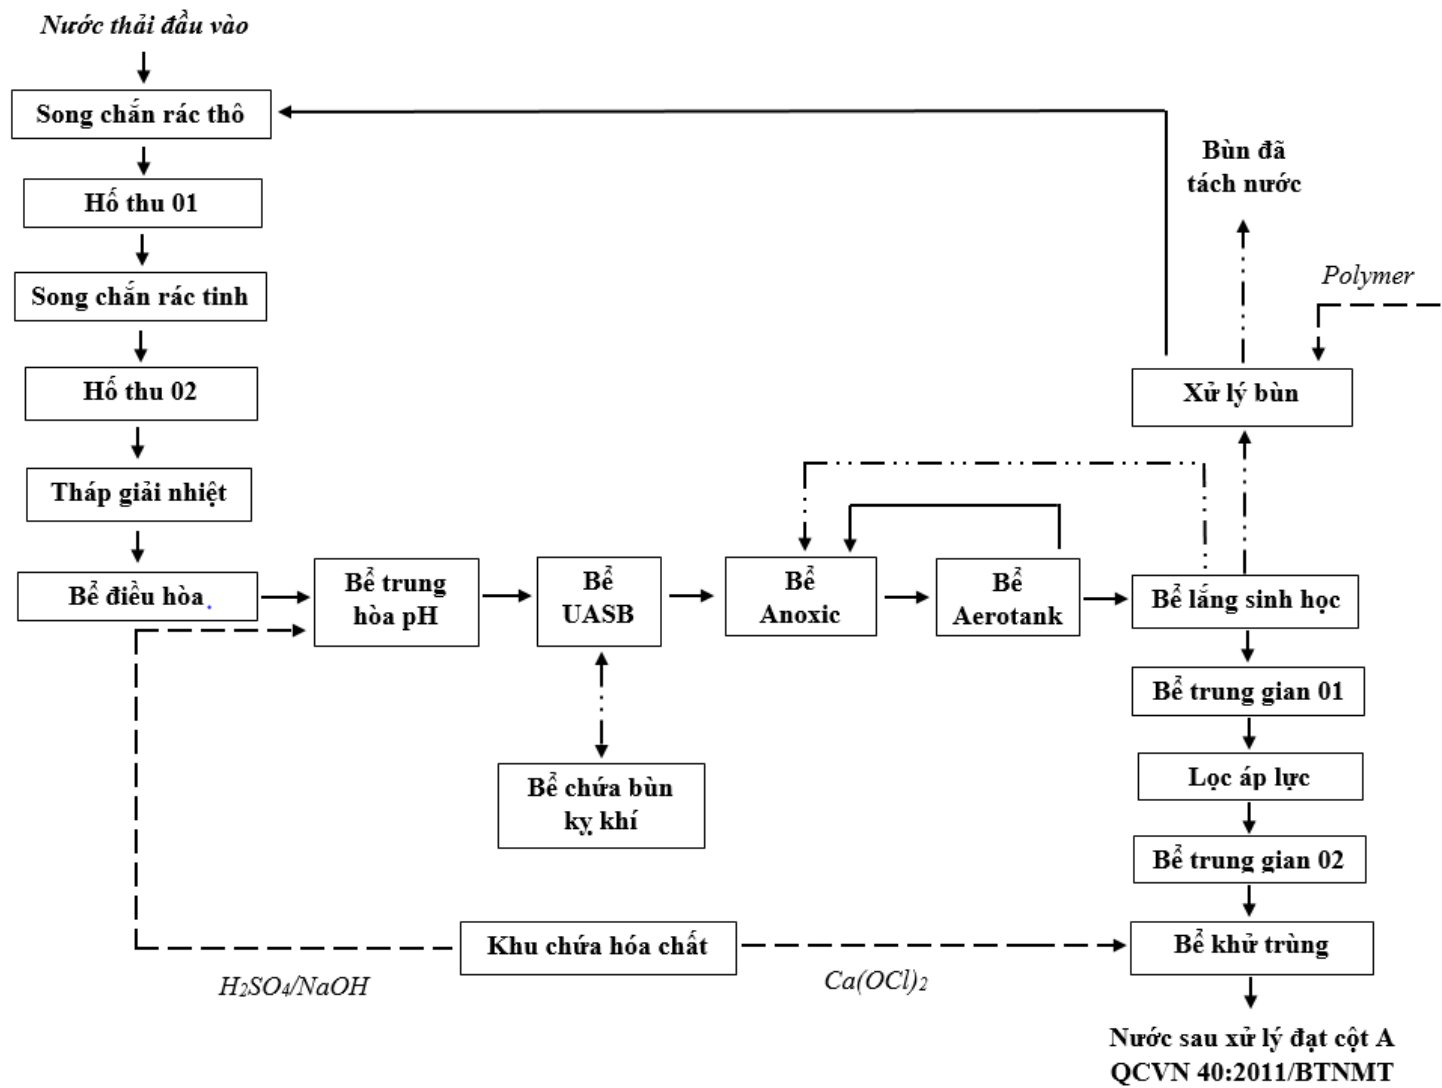 Nước thải đầu vào
Song chắn rác thô
Hố thu 01
Song chắn rác tinh
Hố thu 02
Tháp giải nhiệt
Bể điều hòa.
Bể trung
hòa pH
Bể
UASB
Bể
Anoxic
Bể
Aerotank
Bể lắng sinh học
Bùn đã
tách nước
Polymer
Xử lý bùn
Bể chứa bùn
kỵ khí
Bể trung gian 01
Lọc áp lực
Bể trung gian 02
Khu chứa hóa chất
Bể khử trùng
H2SO4/NaOH
Ca(OCl)2
Nước sau xử lý đạt cột A
QCVN 40:2011/BTNMT